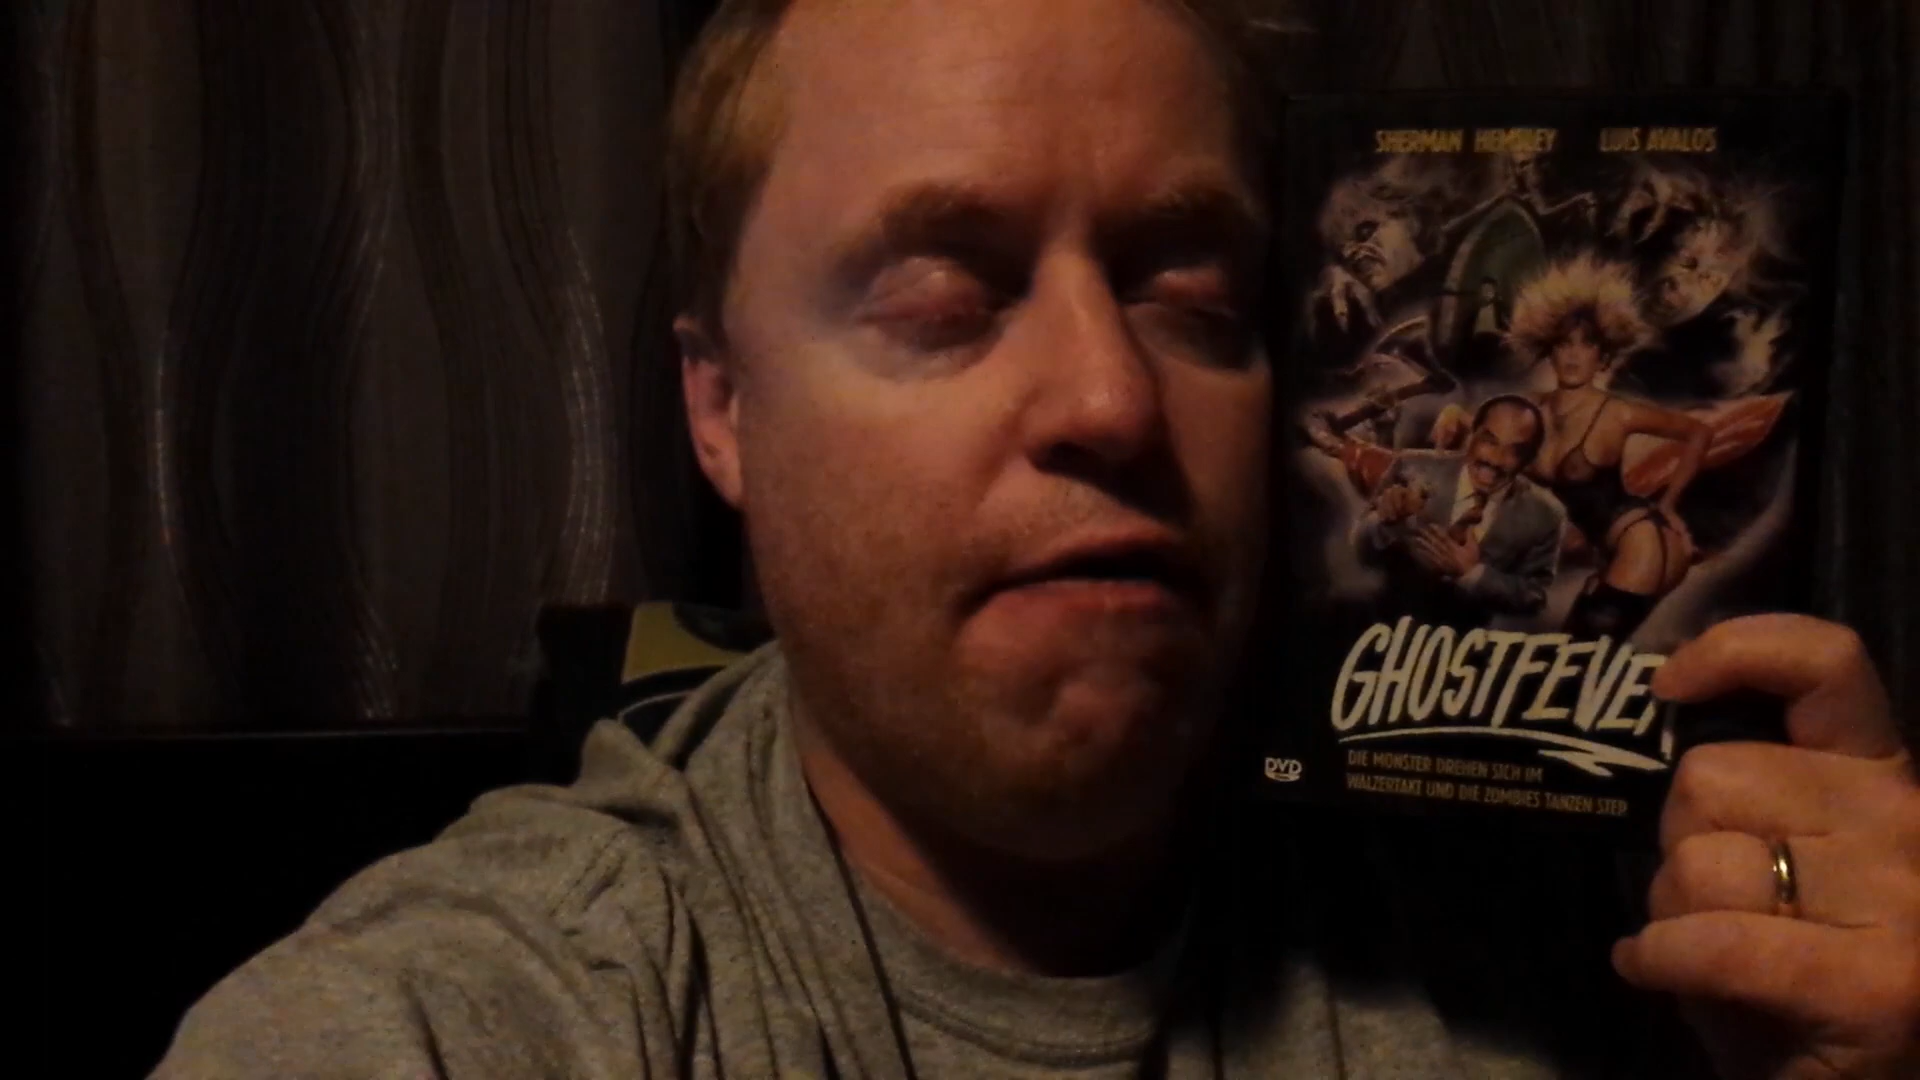 SHERMAN HEMSLEY LUIS AVALOS
GHOSTFEVER
DVD
DIE MONSTER DREHEN SICH IM
WALZERTAKT UND DIE ZOMBIES TANZEN STEP